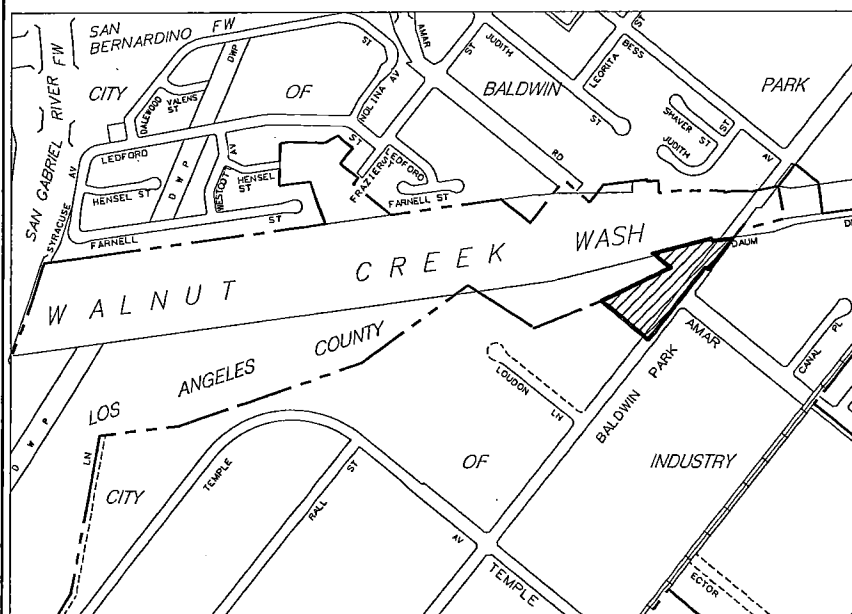 SAN
BERNARDINO
FW
SAN GABRIEL RIVER FW
CITY OF BALDWIN PARK
DWP
ST
AMAR
JUDITH
ST
BESS
LEORITA
ST
DALEWOOD
VALENS
ST
NOLINA AV
SHAVER ST
JUDITH
ST
AV
LEDFORD
AV
ST
HENSEL ST
D W P
WESTCOTT
HENSEL
ST
FRAZIER ST
LEDFORD
FARNELL ST
RD
SYRACUSE
AV
FARNELL
ST
WALNUT CREEK WASH
DAUM
LOS ANGELES COUNTY
AMAR
CANAL PL
BALDWIN PARK
LOUDON
LN
D W P
LN
CITY OF INDUSTRY
TEMPLE
RALL ST
AV
TEMPLE
ECTOR